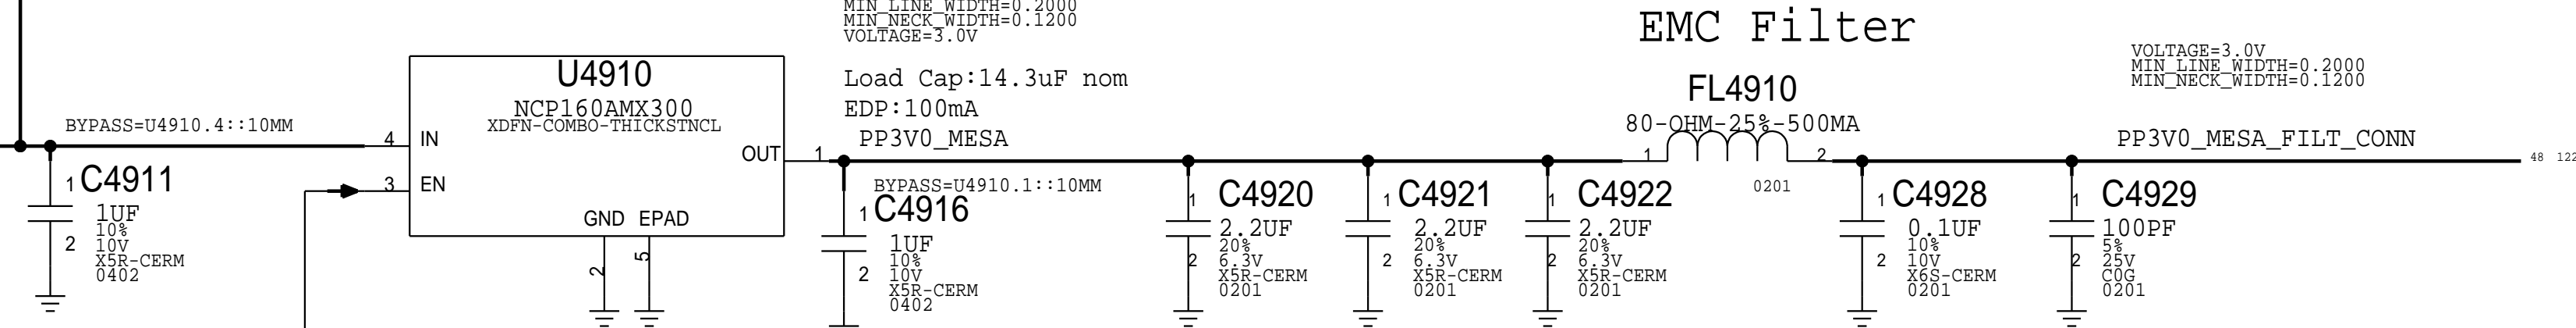 MIN_LINE_WIDTH=0.2000
MIN_NECK_WIDTH=0.1200
VOLTAGE=3.0V
EMC Filter
VOLTAGE=3.0V
MIN_LINE_WIDTH=0.2000
MIN_NECK_WIDTH=0.1200
U4910
NCP160AMX300
XDFN-COMBO-THICKSTNCL
Load Cap:14.3uF nom
EDP:100mA
PP3V0_MESA
FL4910
80-OHM-25%-500MA
PP3V0_MESA_FILT_CONN
BYPASS=U4910.4::10MM
4
IN
OUT
1
1
2
0201
48 122
3
EN
GND
EPAD
2
5
1
C4911
1UF
10%
10V
X5R-CERM
0402
2
BYPASS=U4910.1::10MM
1
C4916
1UF
10%
10V
X5R-CERM
0402
2
1
C4920
2.2UF
20%
6.3V
X5R-CERM
0201
2
1
C4921
2.2UF
20%
6.3V
X5R-CERM
0201
2
1
C4922
2.2UF
20%
6.3V
X5R-CERM
0201
2
1
C4928
0.1UF
10%
10V
X6S-CERM
0201
2
1
C4929
100PF
5%
25V
C0G
0201
2